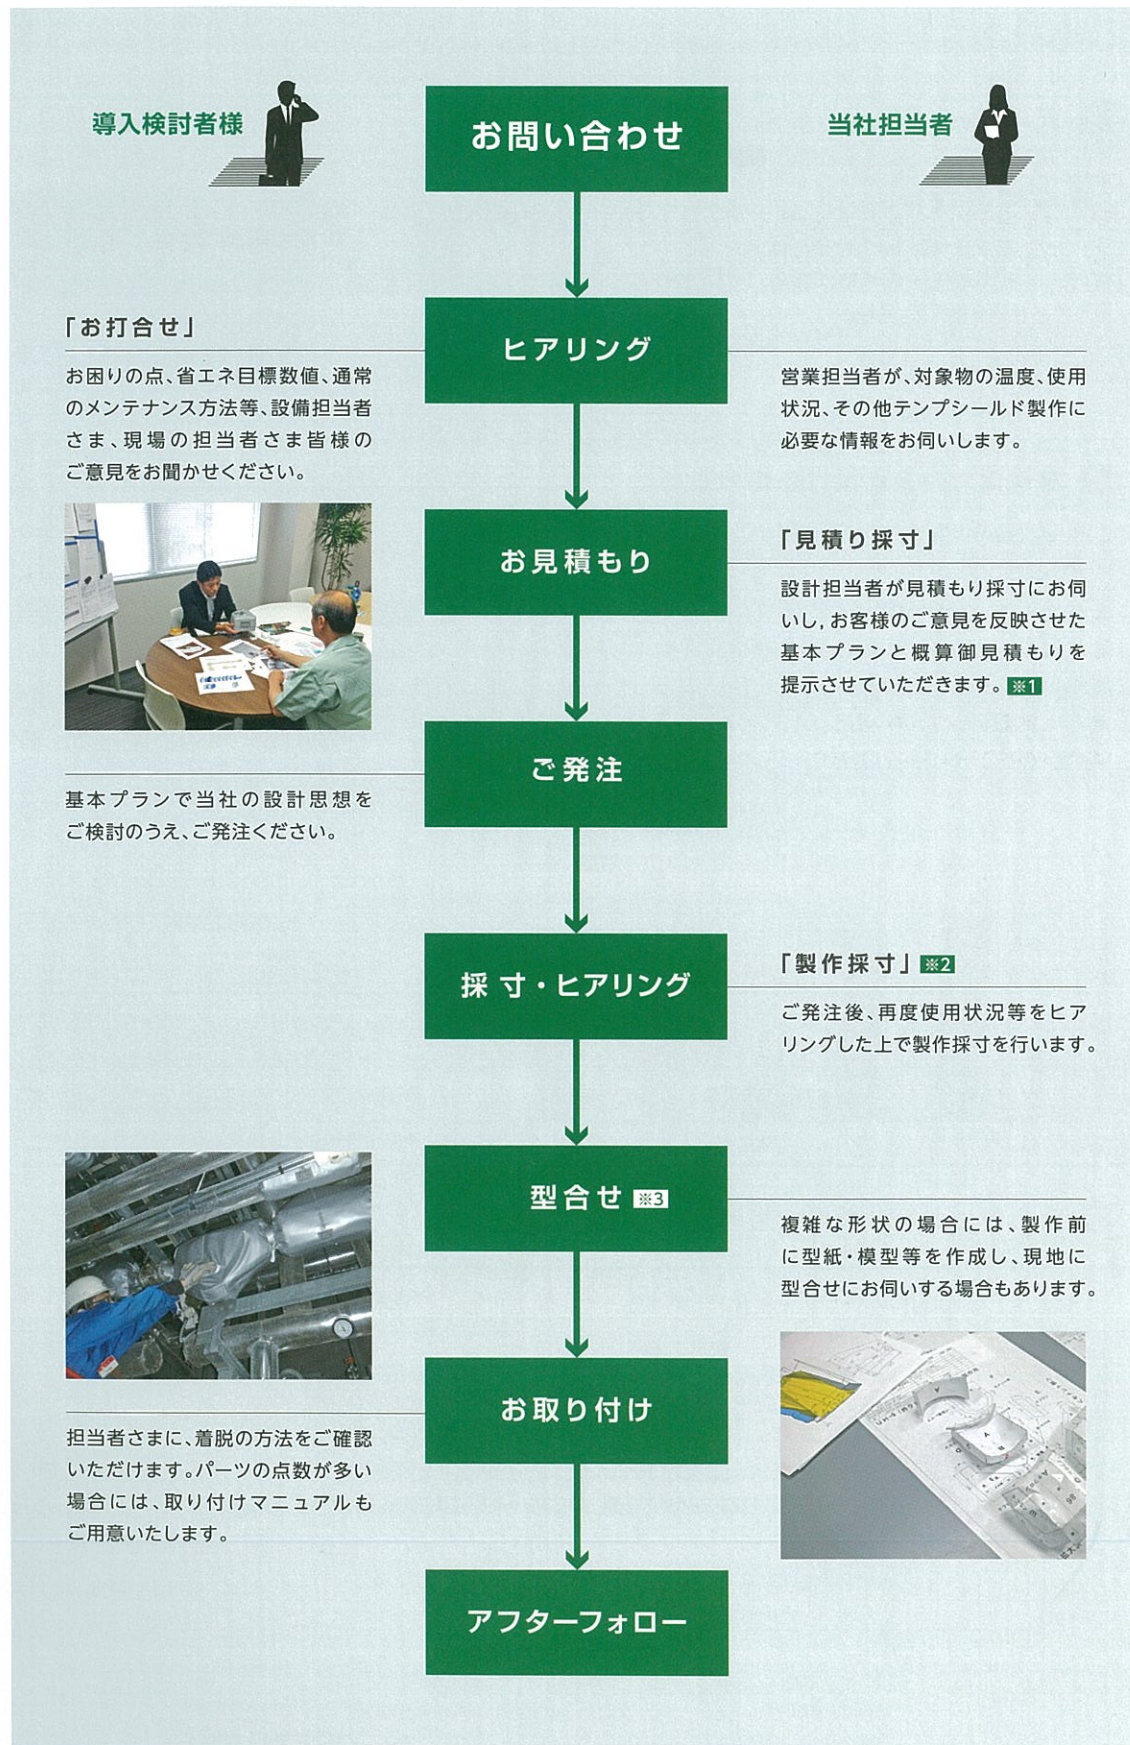 導入検討者様
お問い合わせ
当社担当者
ヒアリング
「お打合せ」
お困りの点、省エネ目標数値、通常
のメンテナンス方法等、設備担当者
さま、現場の担当者さま皆様の
ご意見をお聞かせください。
営業担当者が、対象物の温度、使用
状況、その他テンプシールド製作に
必要な情報をお伺いします。
お見積もり
「見積り採寸」
設計担当者が見積もり採寸にお伺
いし,お客様のご意見を反映させた
基本プランと概算御見積もりを
提示させていただきます。※1
ご発注
基本プランで当社の設計思想を
ご検討のうえ、ご発注ください。
採 寸・ヒアリング
「製作採寸」※2
ご発注後、再度使用状況等をヒア
リングした上で製作採寸を行います。
型合せ ※3
複雑な形状の場合には、製作前
に型紙・模型等を作成し、現地に
型合せにお伺いする場合もあります。
お取り付け
担当者さまに、着脱の方法をご確認
いただけます。パーツの点数が多い
場合には、取り付けマニュアルも
ご用意いたします。
アフターフォロー